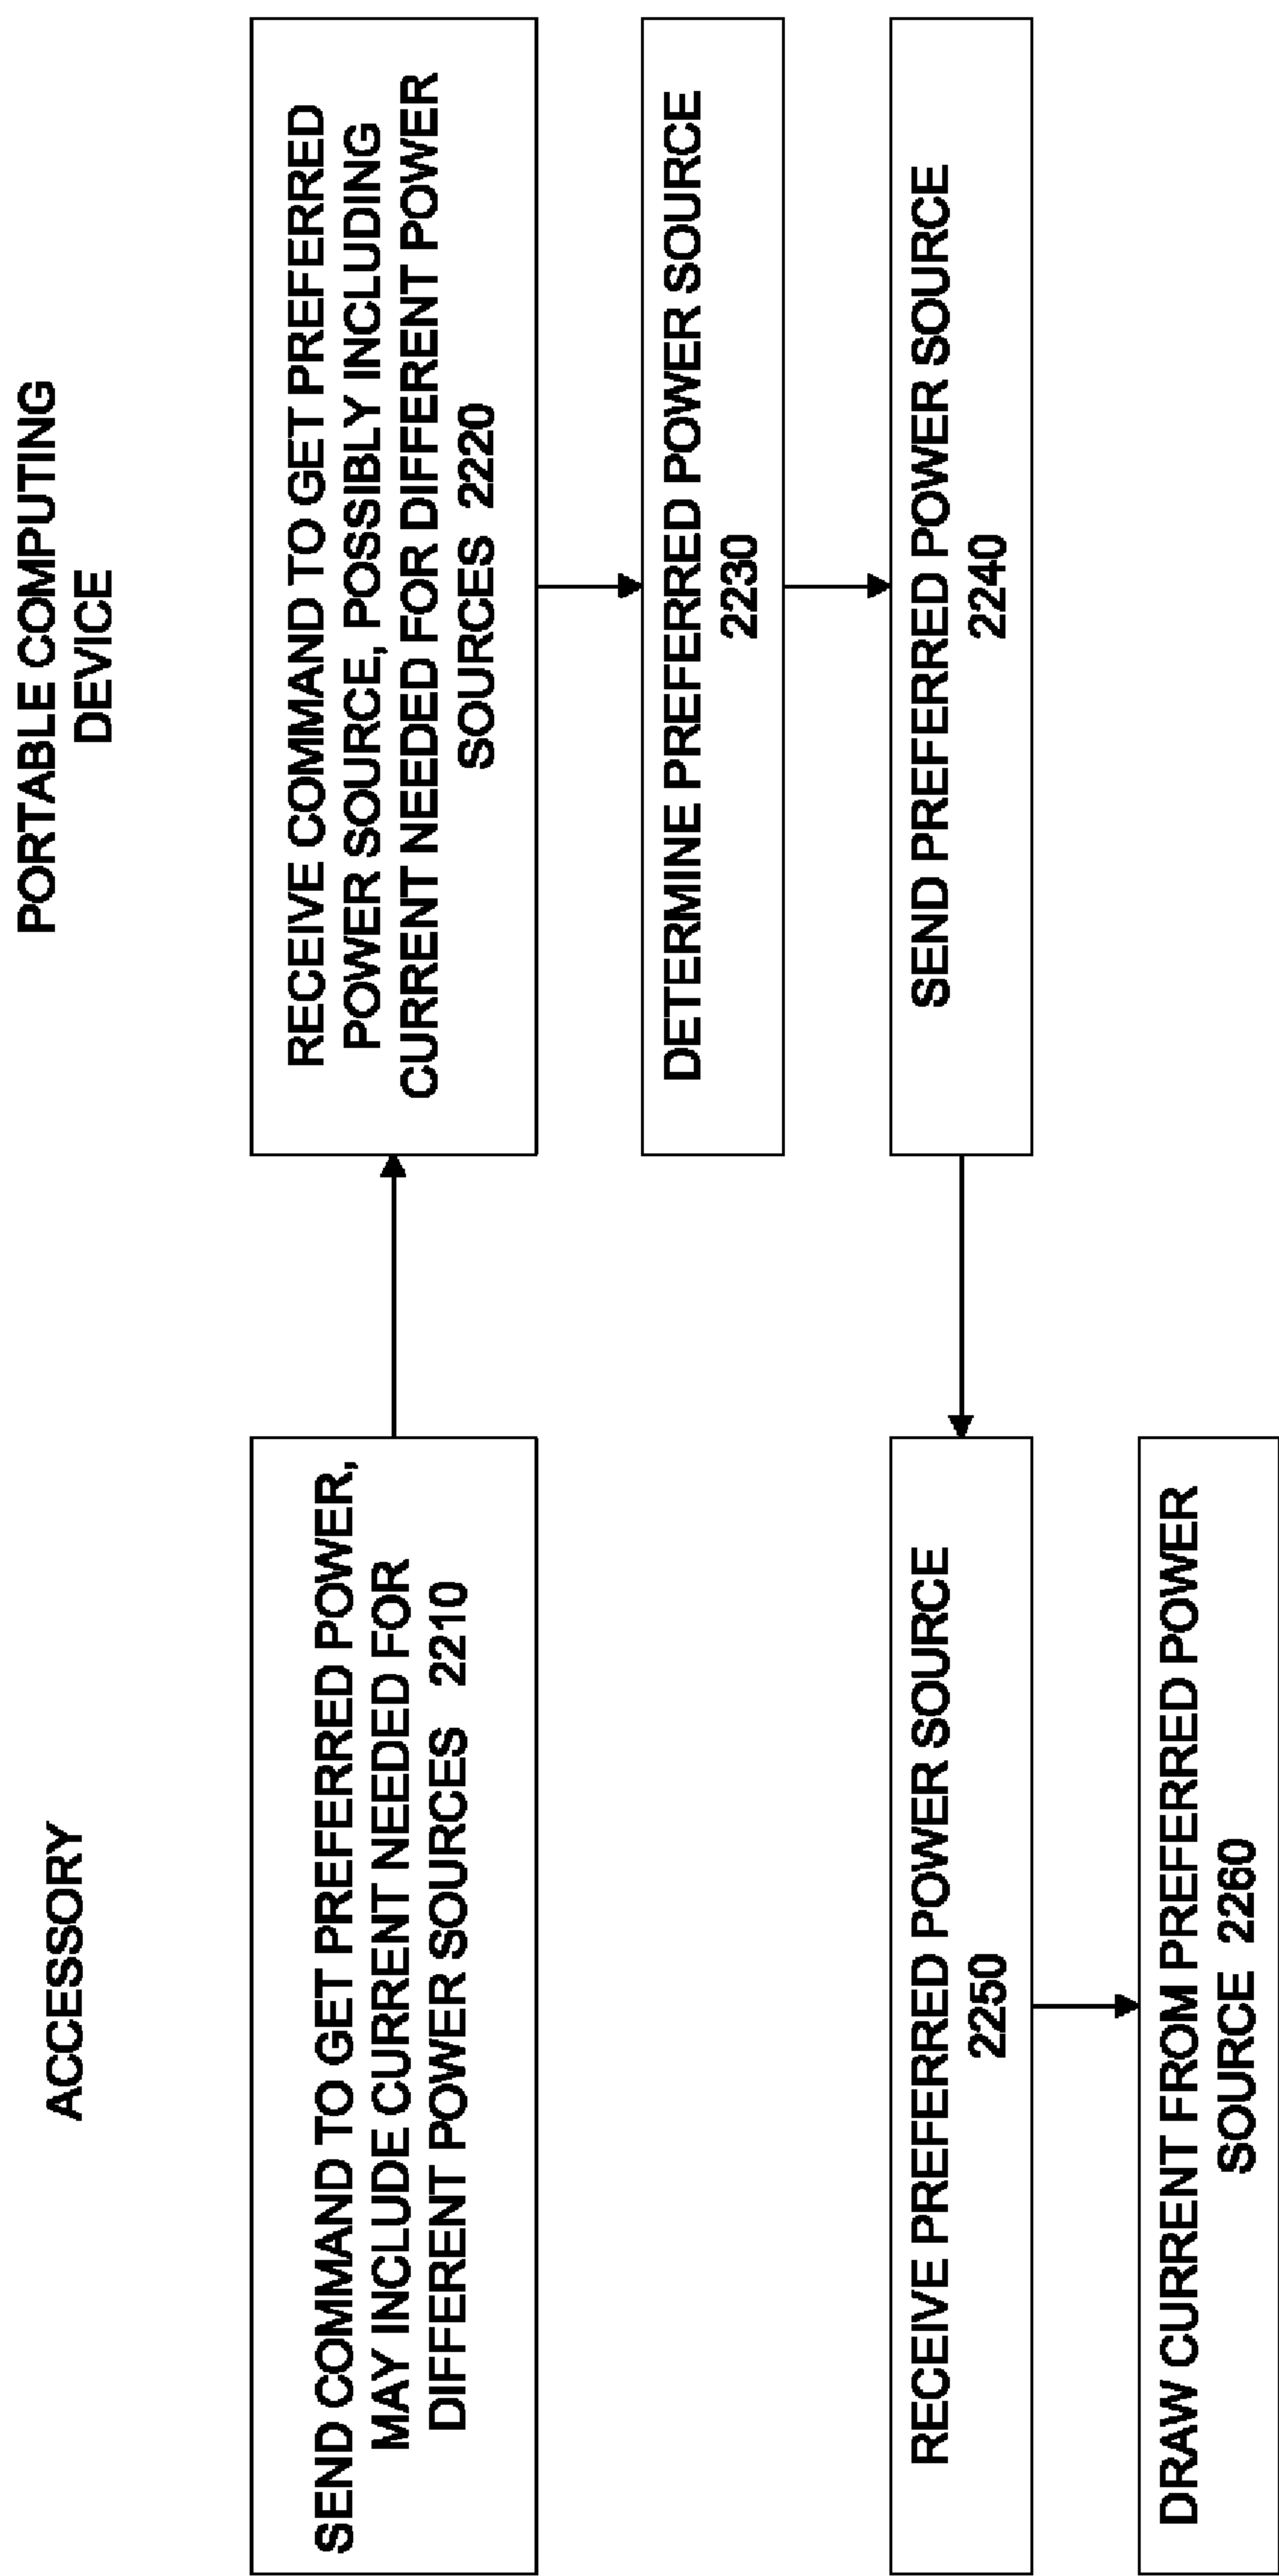 ACCESSORY
PORTABLE COMPUTING
DEVICE
SEND COMMAND TO GET PREFERRED POWER,
MAY INCLUDE CURRENT NEEDED FOR
DIFFERENT POWER SOURCES 2210
RECEIVE COMMAND TO GET PREFERRED
POWER SOURCE, POSSIBLY INCLUDING
CURRENT NEEDED FOR DIFFERENT POWER
SOURCES 2220
DETERMINE PREFERRED POWER SOURCE
2230
SEND PREFERRED POWER SOURCE
2240
RECEIVE PREFERRED POWER SOURCE
2250
DRAW CURRENT FROM PREFERRED POWER
SOURCE 2260